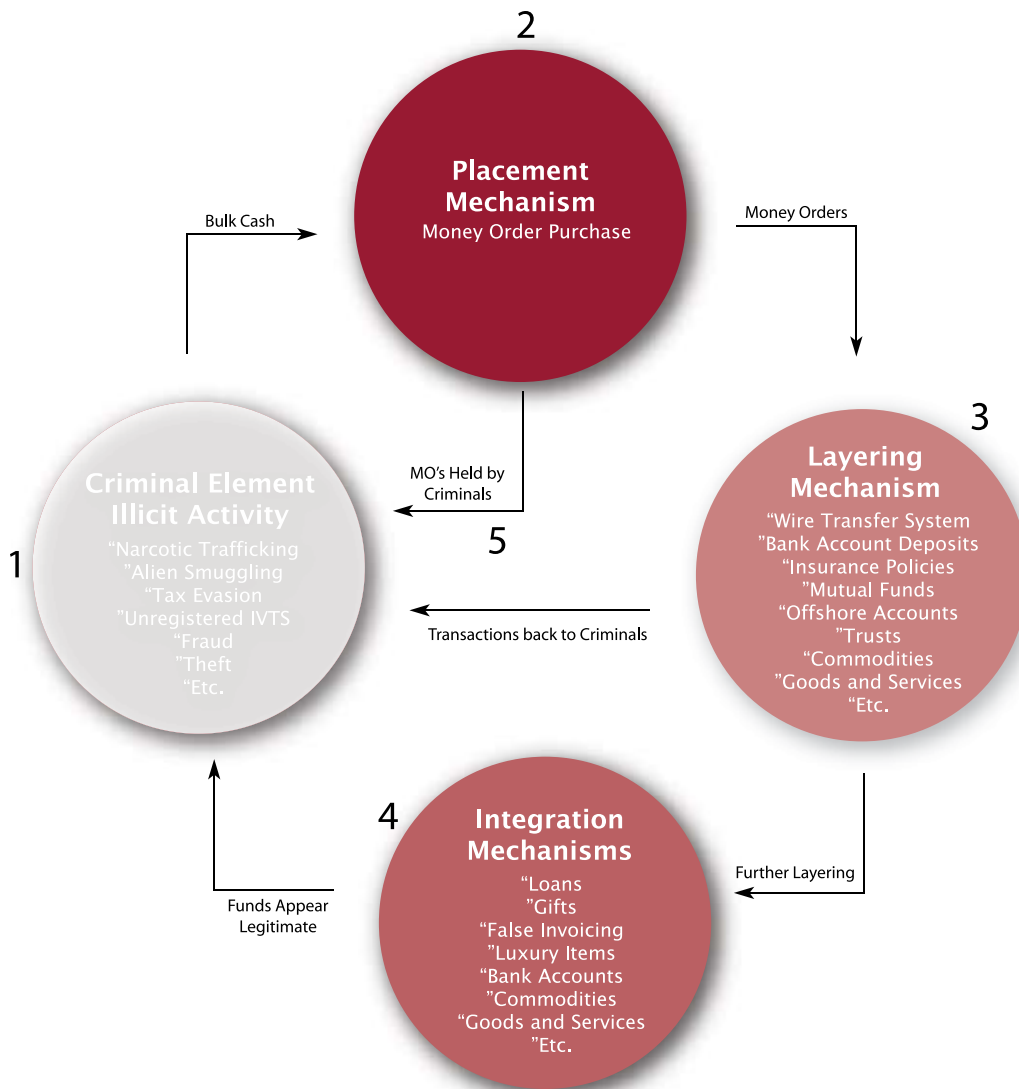 2
Placement
Mechanism
Money Order Purchase
Bulk Cash
Money Orders
MO's Held by
Criminals
1
Criminal Element
Illicit Activity
“Narcotic Trafficking
”Alien Smuggling
“Tax Evasion
”Unregistered IVTS
“Fraud
”Theft
“Etc.
5
Transactions back to Criminals
3
Layering
Mechanism
“Wire Transfer System
”Bank Account Deposits
“Insurance Policies
”Mutual Funds
“Offshore Accounts
”Trusts
“Commodities
”Goods and Services
“Etc.
Further Layering
4
Integration
Mechanisms
“Loans
”Gifts
“False Invoicing
”Luxury Items
“Bank Accounts
”Commodities
“Goods and Services
”Etc.
Funds Appear
Legitimate